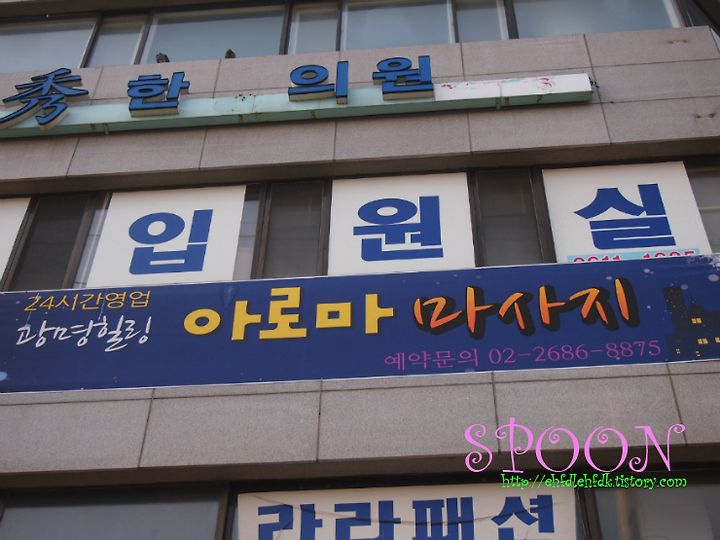 秀 한 의원
입 원 실
24시간영업
광명힐링 아로마 마사지
예약문의 02-2686-8875
SPOON
http://ehfdlehfdk.tistory.com
칸라패션